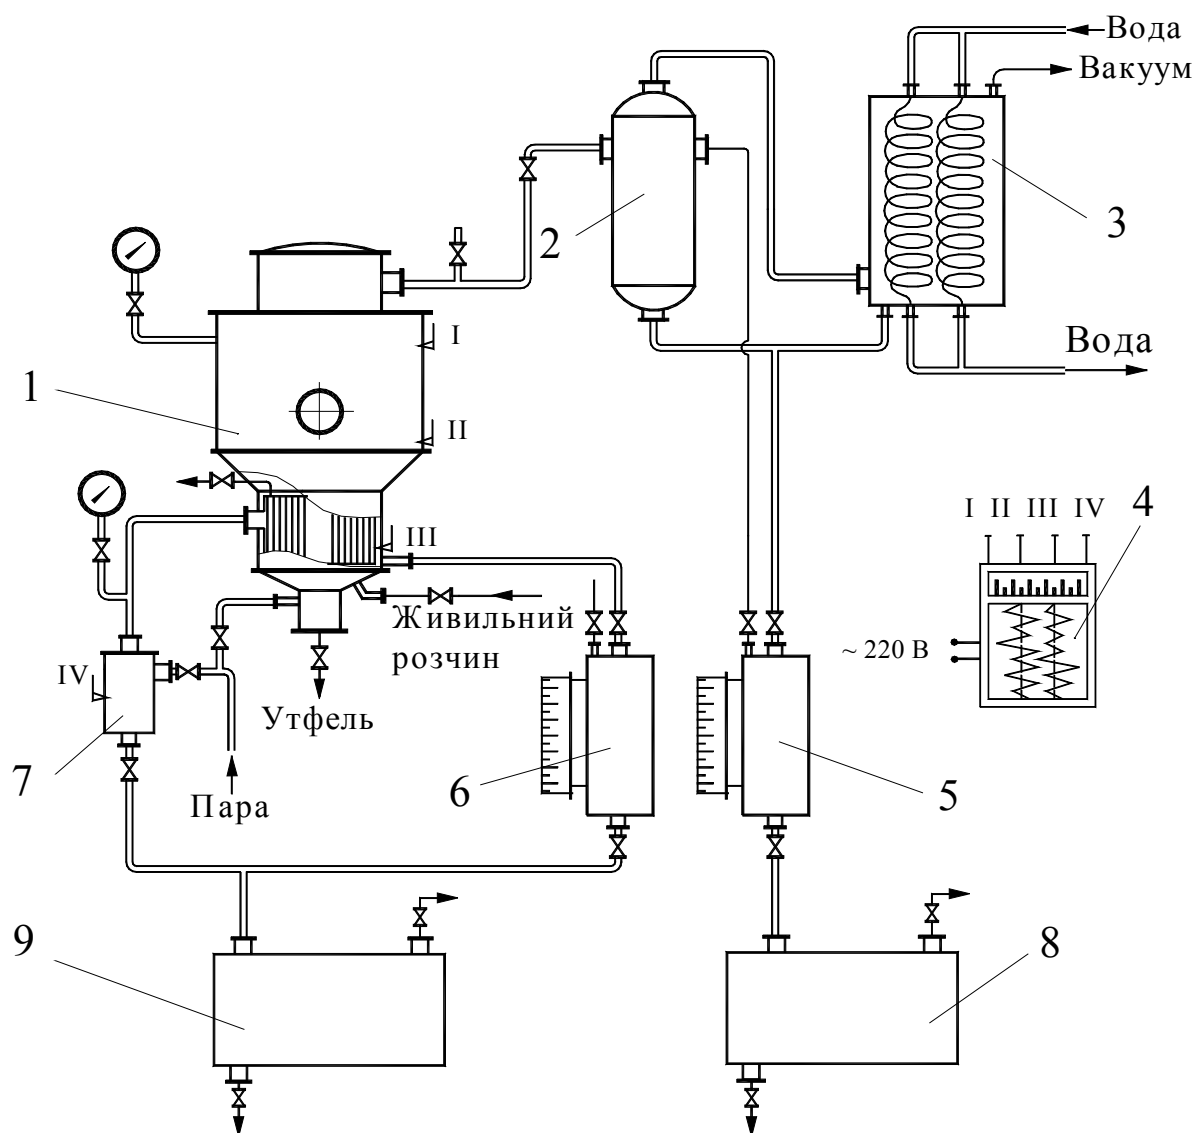 Вода
Вакуум
3
2
I
Вода
1
II
I II III IV 4
III
Живильний
розчин
~ 220 В
IV
Утфель
7
6
5
Пара
9
8